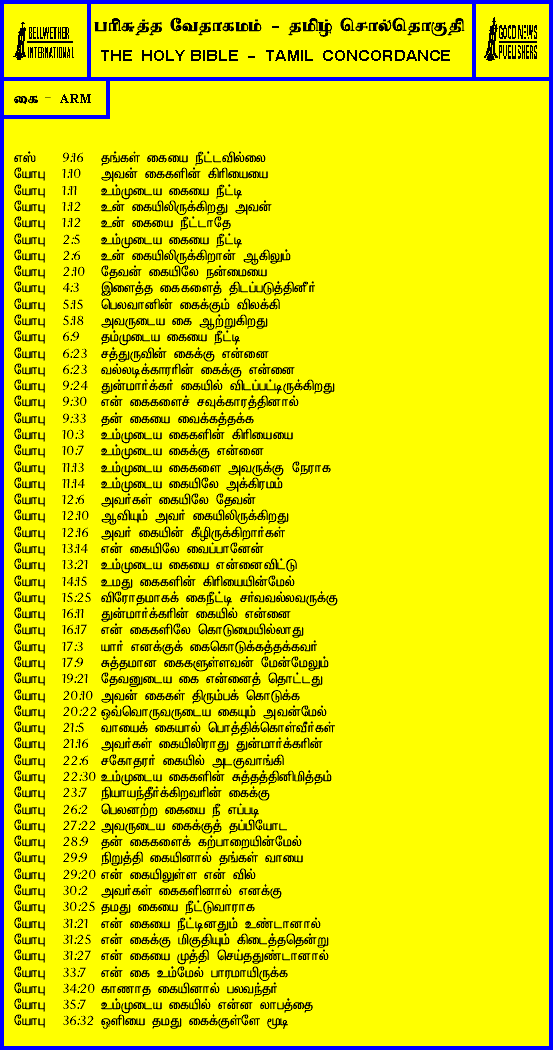 BELLWETHER
INTERNATIONAL
பரிசுத்த வேதாகமம் - தமிழ் சொல்தொகுதி
THE HOLY BIBLE - TAMIL CONCORDANCE
GOOD NEWS
PUBLISHERS
கை - ARM
எஸ் 9:16 தங்கள் கையை நீட்டவில்லை
யோபு 1:10 அவன் கைகளின் கிரியையை
யோபு 1:11 உம்முடைய கையை நீட்டி
யோபு 1:12 உன் கையிலிருக்கிறது அவன்
யோபு 1:12 உன் கையை நீட்டாதே
யோபு 2:5 உம்முடைய கையை நீட்டி
யோபு 2:6 உன் கையிலிருக்கிறான் ஆகிலும்
யோபு 2:10 தேவன் கையிலே நன்மையை
யோபு 4:3 இளைத்த கைகளைத் திடப்படுத்தினீர்
யோபு 5:15 பெலவானின் கைக்கும் விலக்கி
யோபு 5:18 அவருடைய கை ஆற்றுகிறது
யோபு 6:9 தம்முடைய கையை நீட்டி
யோபு 6:23 சத்துருவின் கைக்கு என்னை
யோபு 6:23 வல்லடிக்காரரின் கைக்கு என்னை
யோபு 9:24 துன்மார்க்கர் கையில் விடப்பட்டிருக்கிறது
யோபு 9:30 என் கைகளைச் சவுக்காரத்தினால்
யோபு 9:33 தன் கையை வைக்கத்தக்க
யோபு 10:3 உம்முடைய கைகளின் கிரியையை
யோபு 10:7 உம்முடைய கைக்கு என்னை
யோபு 11:13 உம்முடைய கைகளை அவருக்கு நேராக
யோபு 11:14 உம்முடைய கையிலே அக்கிரமம்
யோபு 12:6 அவர்கள் கையிலே தேவன்
யோபு 12:10 ஆவியும் அவர் கையிலிருக்கிறது
யோபு 12:16 அவர் கையின் கீழிருக்கிறார்கள்
யோபு 13:14 என் கையிலே வைப்பானேன்
யோபு 13:21 உம்முடைய கையை என்னைவிட்டு
யோபு 14:15 உமது கைகளின் கிரியையின்மேல்
யோபு 15:25 விரோதமாகக் கைநீட்டி சர்வவல்லவருக்கு
யோபு 16:11 துன்மார்க்கரின் கையில் என்னை
யோபு 16:17 என் கைகளிலே கொடுமையில்லாது
யோபு 17:3 யார் எனக்குக் கைகொடுக்கத்தக்கவர்
யோபு 17:9 சுத்தமான கைகளுள்ளவன் மேன்மேலும்
யோபு 19:21 தேவனுடைய கை என்னைத் தொட்டது
யோபு 20:10 அவன் கைகள் திரும்பக் கொடுக்க
யோபு 20:22 ஒவ்வொருவருடைய கையும் அவன்மேல்
யோபு 21:5 வாயைக் கையால் பொத்திக்கொள்வீர்கள்
யோபு 21:16 அவர்கள் கையிலிராது துன்மார்க்கரின்
யோபு 22:6 சகோதரர் கையில் அடகுவாங்கி
யோபு 22:30 உம்முடைய கைகளின் சுத்தத்தினிமித்தம்
யோபு 23:7 நியாயந்தீர்க்கிறவரின் கைக்கு
யோபு 26:2 பெலனற்ற கையை நீ எப்படி
யோபு 27:22 அவருடைய கைக்குத் தப்பியோட
யோபு 28:9 தன் கைகளைக் கற்பாறையின்மேல்
யோபு 29:9 நிறுத்தி கையினால் தங்கள் வாயை
யோபு 29:20 என் கையிலுள்ள என் வில்
யோபு 30:2 அவர்கள் கைகளினால் எனக்கு
யோபு 30:25 தமது கையை நீட்டுவாராக
யோபு 31:21 என் கையை நீட்டினதும் உண்டானால்
யோபு 31:25 என் கைக்கு மிகுதியும் கிடைத்ததென்று
யோபு 31:27 என் கையை முத்தி செய்ததுண்டானால்
யோபு 33:7 என் கை உம்மேல் பாரமாயிருக்க
யோபு 34:20 காணாத கையினால் பலவந்தர்
யோபு 35:7 உம்முடைய கையில் என்ன லாபத்தை
யோபு 36:32 ஒளியை தமது கைக்குள்ளே மூடி